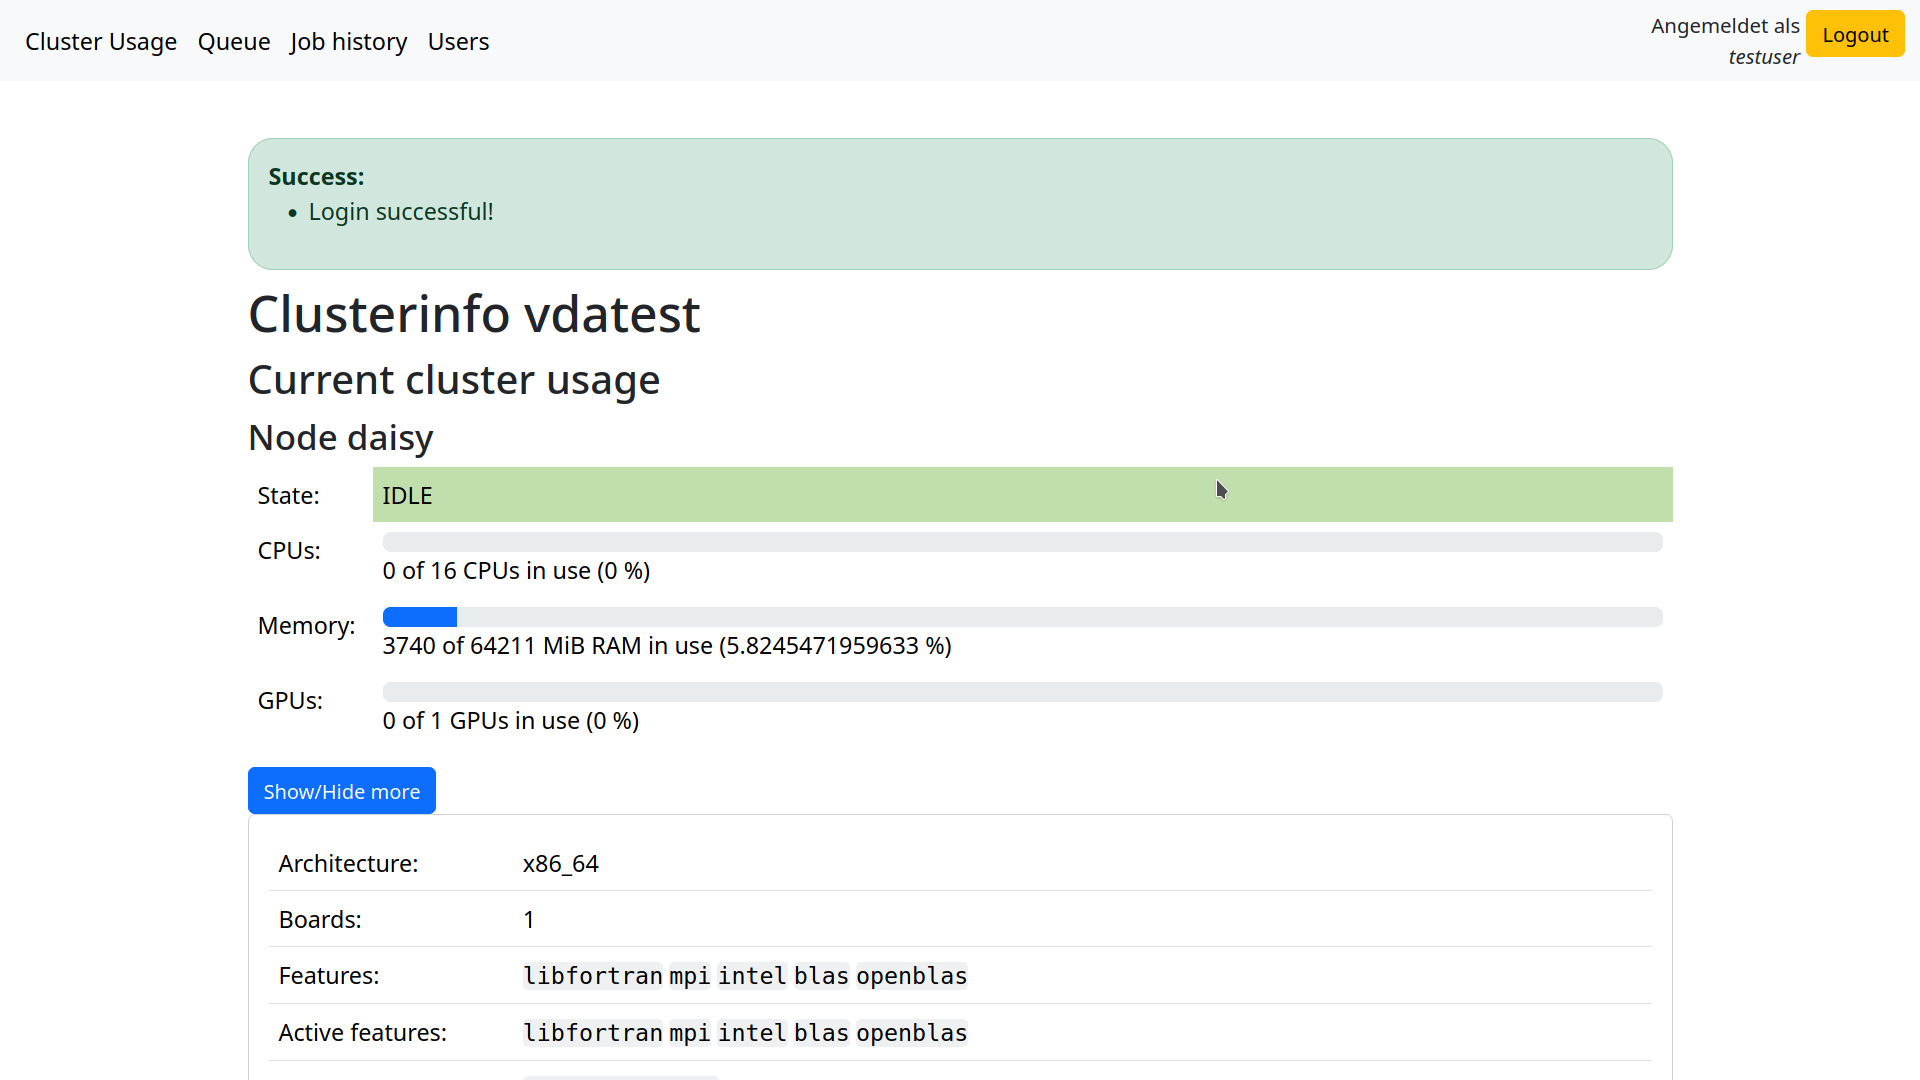 Cluster Usage Queue Job history Users
Angemeldet als
testuser
Logout
Success:
Login successful!
Clusterinfo vdatest
Current cluster usage
Node daisy
State: IDLE
CPUs:
0 of 16 CPUs in use (0 %)
Memory:
3740 of 64211 MiB RAM in use (5.8245471959633 %)
GPUs:
0 of 1 GPUs in use (0 %)
Show/Hide more
Architecture: x86_64
Boards: 1
Features: libfortran mpi intel blas openblas
Active features: libfortran mpi intel blas openblas